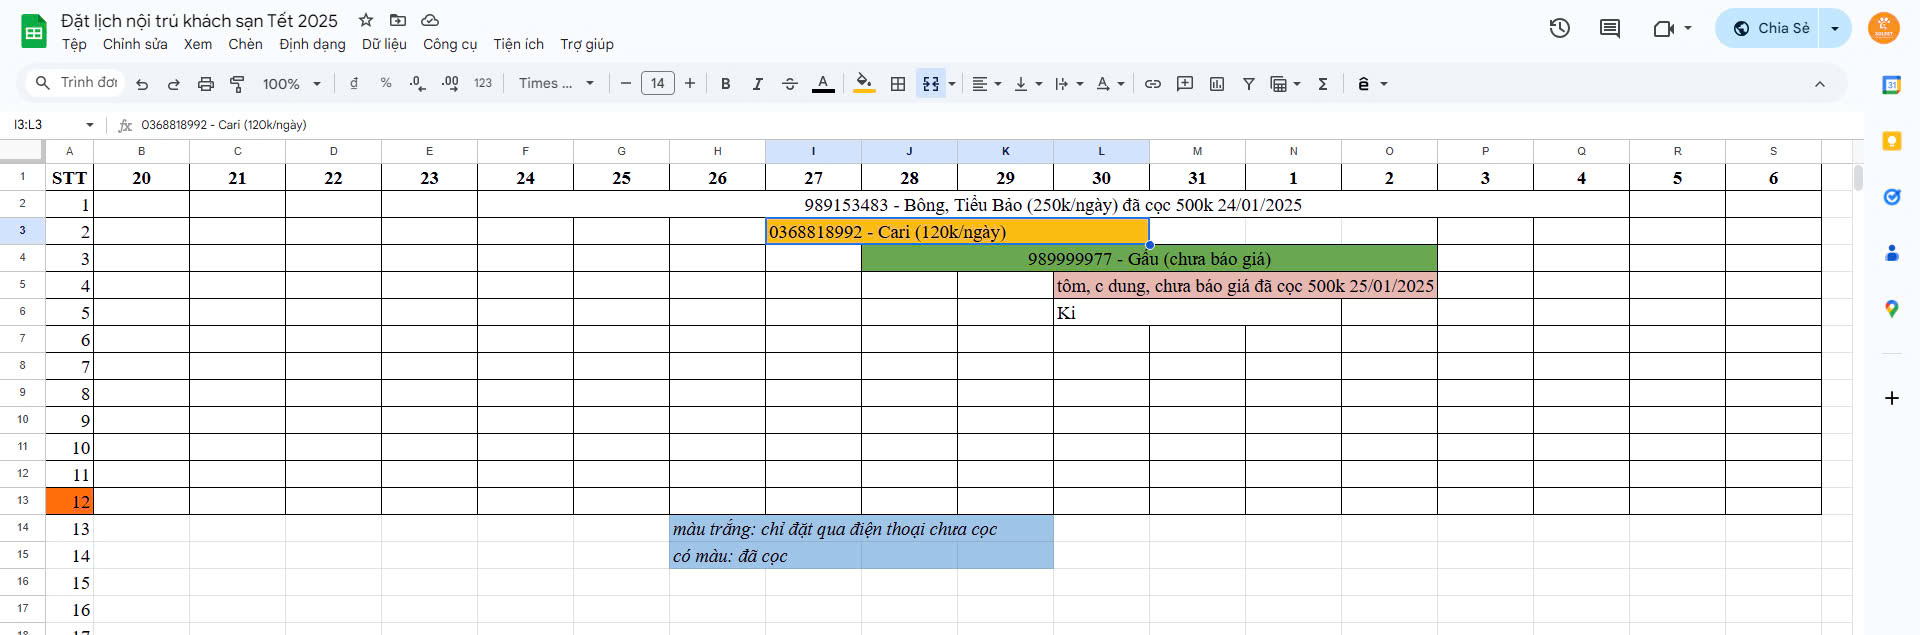 Đặt lịch nội trú khách sạn Tết 2025
Tệp Chỉnh sửa Xem Chèn Định dạng Dữ liệu Công cụ Tiện ích Trợ giúp
Chia Sẻ
Trình đơn 100% đ % .0 .00 123 Times ... 14 B I A
I3:L3 fx 0368818992 - Cari (120k/ngày)
A B C D E F G H I J K L M N O P Q R S
1 STT 20 21 22 23 24 25 26 27 28 29 30 31 1 2 3 4 5 6
2 1 989153483 - Bông, Tiểu Bảo (250k/ngày) đã cọc 500k 24/01/2025
3 2 0368818992 - Cari (120k/ngày)
4 3 989999977 - Gấu (chưa báo giá)
5 4 tôm, c dung, chưa báo giá đã cọc 500k 25/01/2025
6 5 Ki
7 6
8 7
9 8
10 9
11 10
12 11
13 12
14 13 màu trắng: chỉ đặt qua điện thoại chưa cọc
15 14 có màu: đã cọc
16 15
17 16
18 17